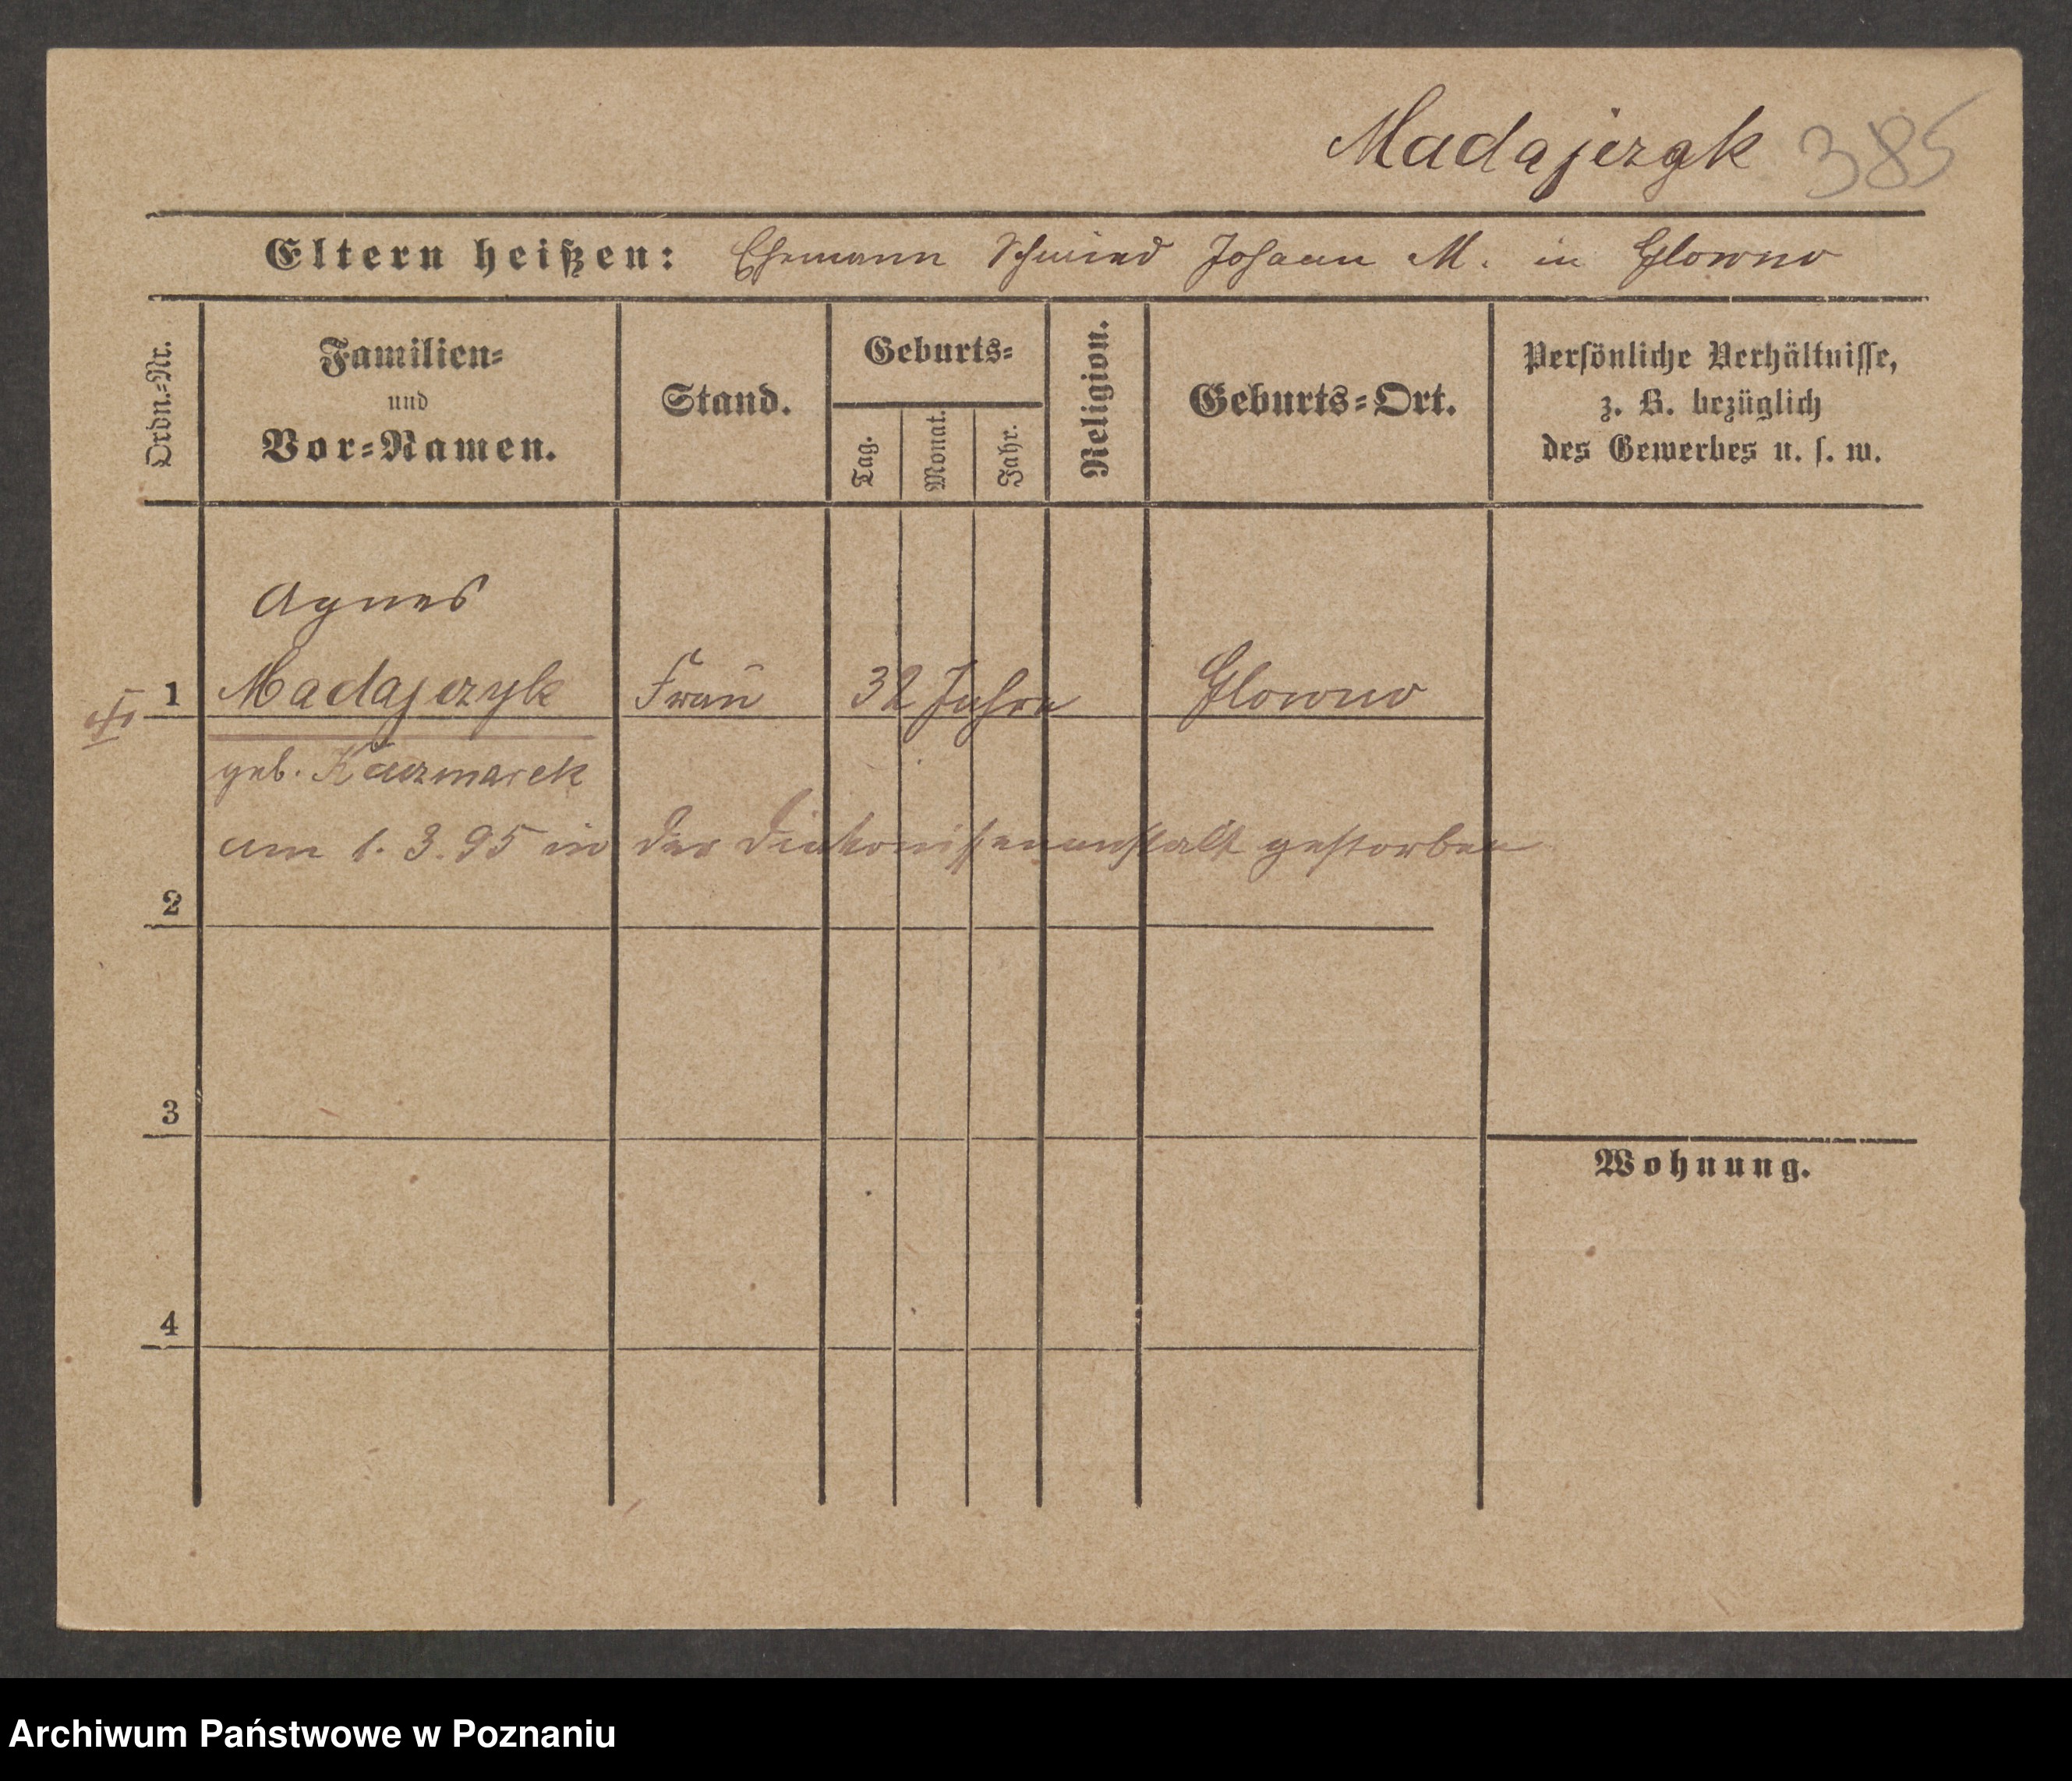 Madajczyk 385
Eltern heißen: Ehemann Schmied Johann M. in Glowno
Ordn.-Nr.
Familien-
und
Vor-Namen.
Stand.
Geburts-
Tag.
Monat.
Jahr.
Religion.
Geburts-Ort.
Persönliche Verhältnisse,
z. B. bezüglich
des Gewerbes u. s. w.
Agnes
1 Madajczyk Frau 32 Jahre Glowno
geb. Kaczmarek
am 1. 3. 95 in der Diakonissenanstalt gestorben
2
3
Wohnung.
4
Archiwum Państwowe w Poznaniu